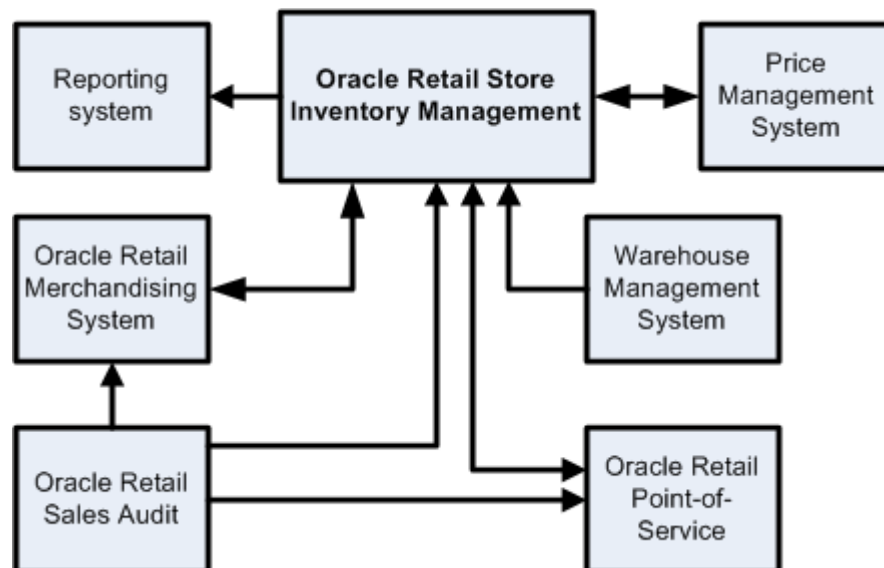 Reporting
system
Oracle Retail Store
Inventory Management
Price
Management
System
Oracle Retail
Merchandising
System
Warehouse
Management
System
Oracle Retail
Sales Audit
Oracle Retail
Point-of-
Service